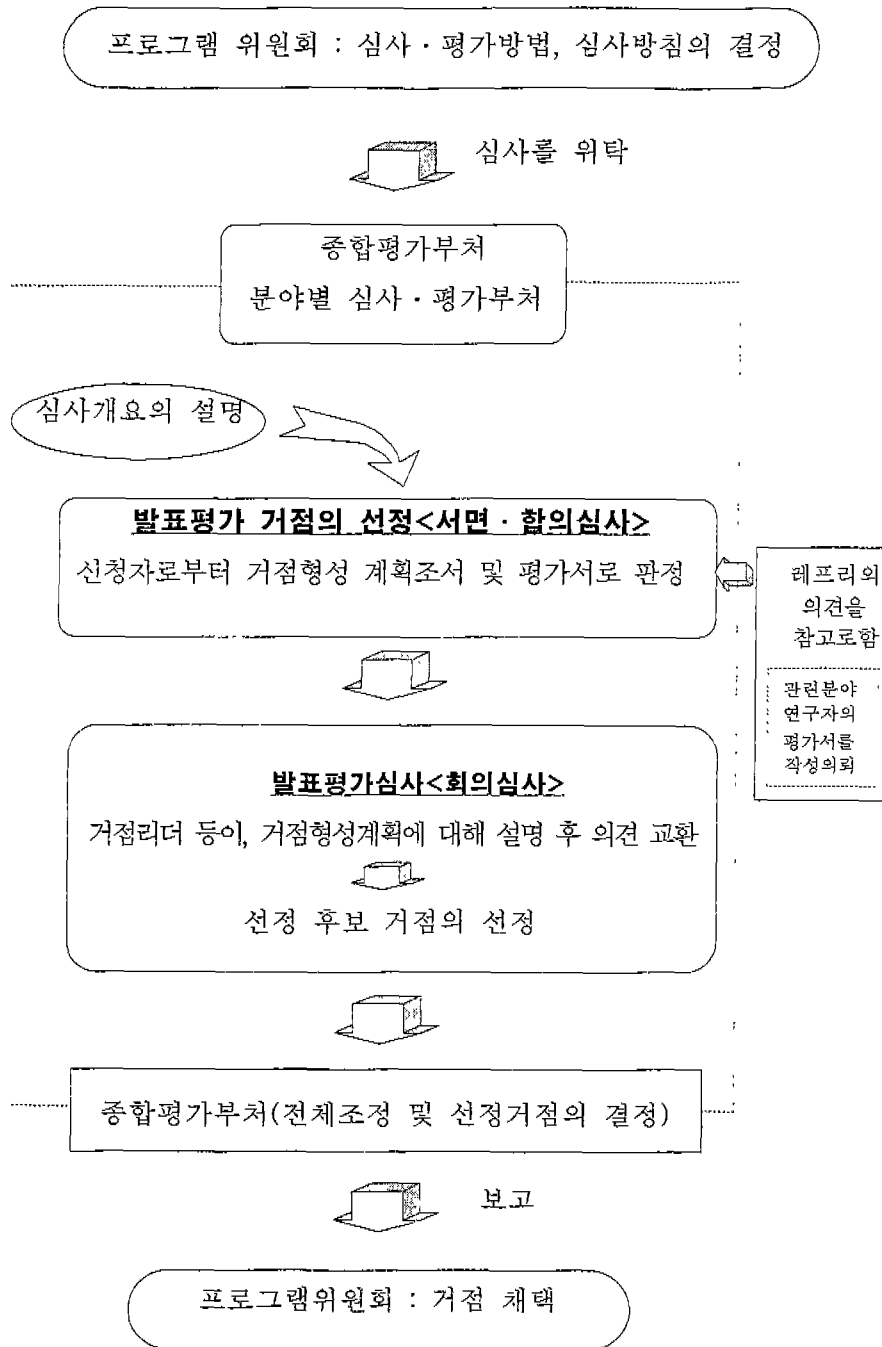 프로그램 위원회 : 심사 · 평가방법, 심사방침의 결정
심사를 위탁
종합평가부처
분야별 심사 · 평가부처
심사개요의 설명
발표평가 거점의 선정<서면 · 합의심사>
신청자로부터 거점형성 계획조서 및 평가서로 판정
레프리의
의견을
참고로함
관련분야
연구자의
평가서를
작성의뢰
발표평가심사<회의심사>
거점리더 등이, 거점형성계획에 대해 설명 후 의견 교환
선정 후보 거점의 선정
종합평가부처(전체조정 및 선정거점의 결정)
보고
프로그램위원회 : 거점 채택